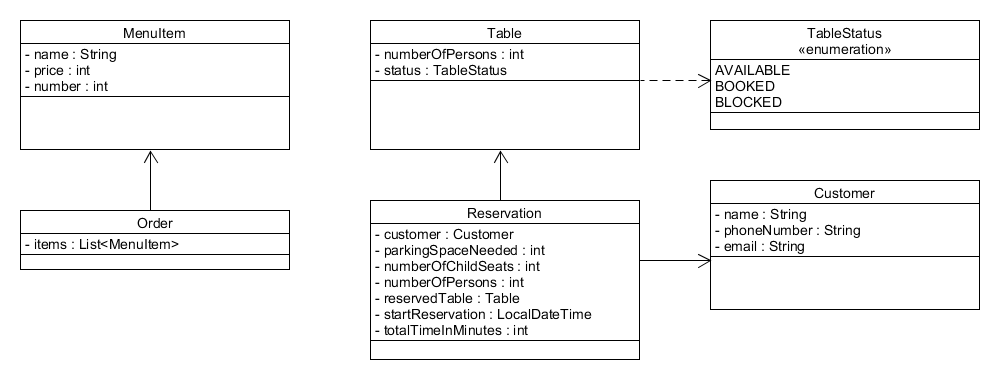 MenuItem
- name : String
- price : int
- number : int
Table
- numberOfPersons : int
- status : TableStatus
TableStatus
«enumeration»
AVAILABLE
BOOKED
BLOCKED
Order
- items : List<MenuItem>
Reservation
- customer : Customer
- parkingSpaceNeeded : int
- numberOfChildSeats : int
- numberOfPersons : int
- reservedTable : Table
- startReservation : LocalDateTime
- totalTimeInMinutes : int
Customer
- name : String
- phoneNumber : String
- email : String